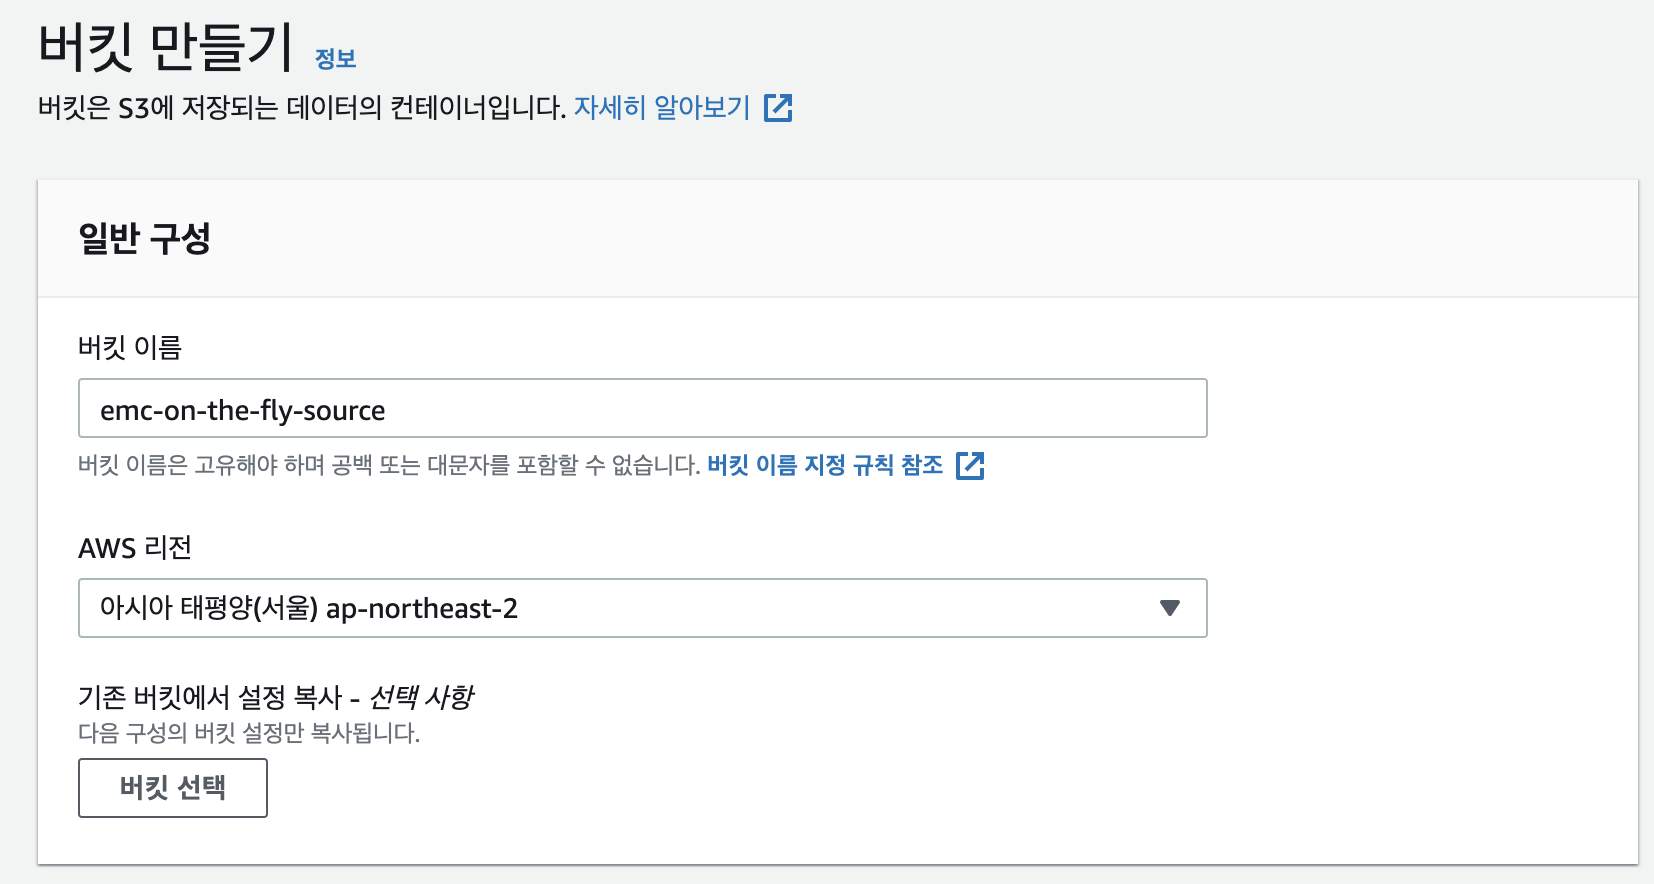 버킷 만들기 정보
버킷은 S3에 저장되는 데이터의 컨테이너입니다. 자세히 알아보기
일반 구성
버킷 이름
emc-on-the-fly-source
버킷 이름은 고유해야 하며 공백 또는 대문자를 포함할 수 없습니다. 버킷 이름 지정 규칙 참조
AWS 리전
아시아 태평양(서울) ap-northeast-2
기존 버킷에서 설정 복사 - 선택 사항
다음 구성의 버킷 설정만 복사됩니다.
버킷 선택